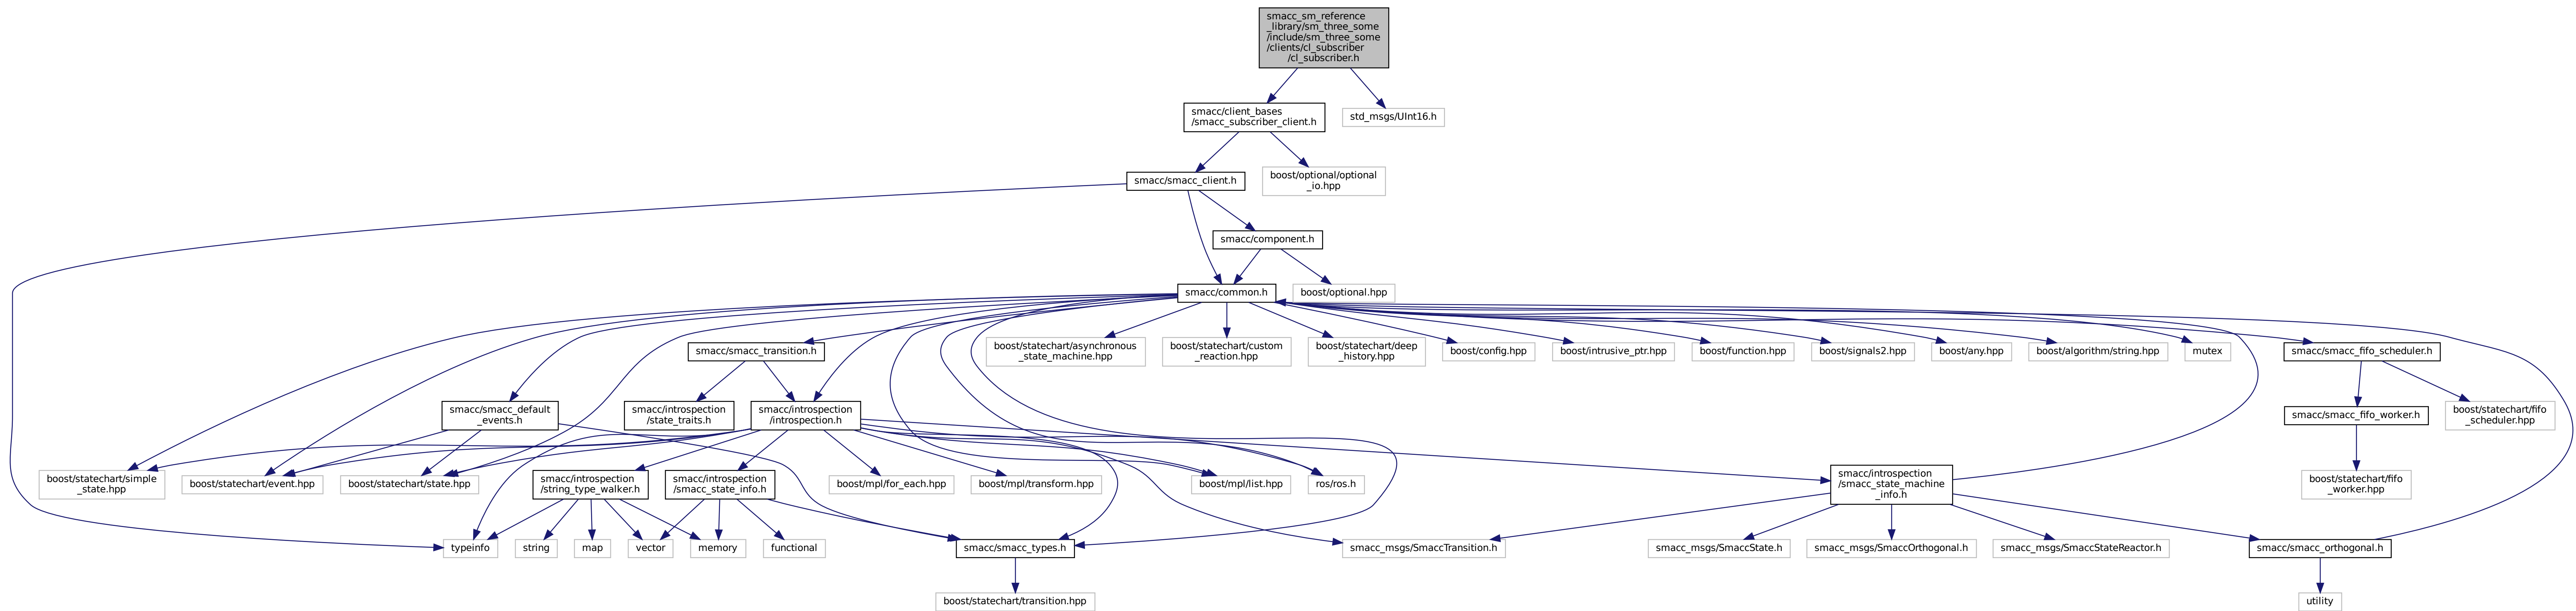 smacc_sm_reference
_library/sm_three_some
/include/sm_three_some
/clients/cl_subscriber
/cl_subscriber.h
smacc/client_bases
/smacc_subscriber_client.h
std_msgs/UInt16.h
smacc/smacc_client.h
boost/optional/optional
_io.hpp
smacc/component.h
smacc/common.h
boost/optional.hpp
smacc/smacc_transition.h
boost/statechart/asynchronous
_state_machine.hpp
boost/statechart/custom
_reaction.hpp
boost/statechart/deep
_history.hpp
boost/config.hpp
boost/intrusive_ptr.hpp
boost/function.hpp
boost/signals2.hpp
boost/any.hpp
boost/algorithm/string.hpp
mutex
smacc/smacc_fifo_scheduler.h
smacc/smacc_default
_events.h
smacc/introspection
/state_traits.h
smacc/introspection
/introspection.h
smacc/smacc_fifo_worker.h
boost/statechart/fifo
_scheduler.hpp
boost/statechart/simple
_state.hpp
boost/statechart/event.hpp
boost/statechart/state.hpp
smacc/introspection
/string_type_walker.h
smacc/introspection
/smacc_state_info.h
boost/mpl/for_each.hpp
boost/mpl/transform.hpp
boost/mpl/list.hpp
ros/ros.h
smacc/introspection
/smacc_state_machine
_info.h
boost/statechart/fifo
_worker.hpp
typeinfo
string
map
vector
memory
functional
smacc/smacc_types.h
smacc_msgs/SmaccTransition.h
smacc_msgs/SmaccState.h
smacc_msgs/SmaccOrthogonal.h
smacc_msgs/SmaccStateReactor.h
smacc/smacc_orthogonal.h
boost/statechart/transition.hpp
utility